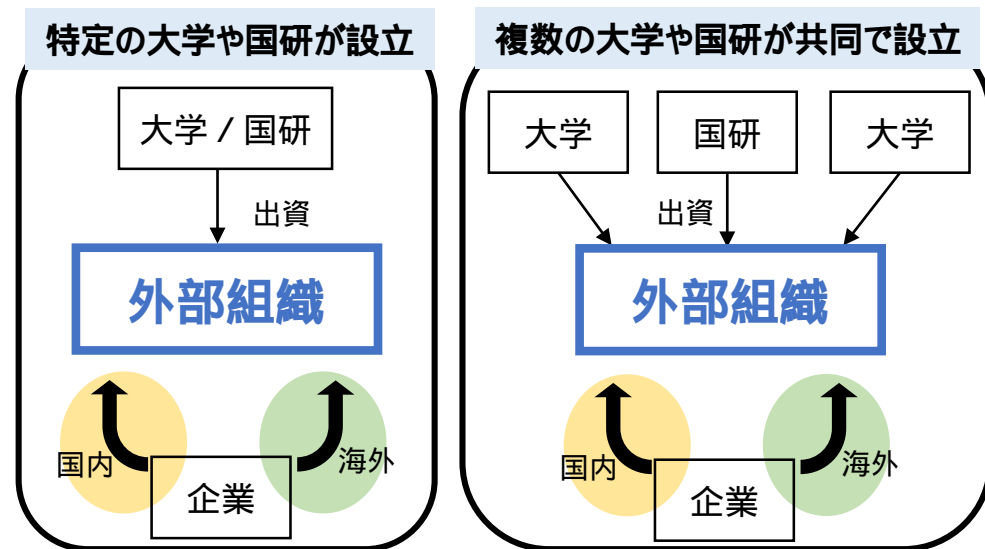 特定の大学や国研が設立
大学 / 国研
出資
外部組織
国内
海外
企業
複数の大学や国研が共同で設立
大学
国研
大学
出資
外部組織
国内
海外
企業